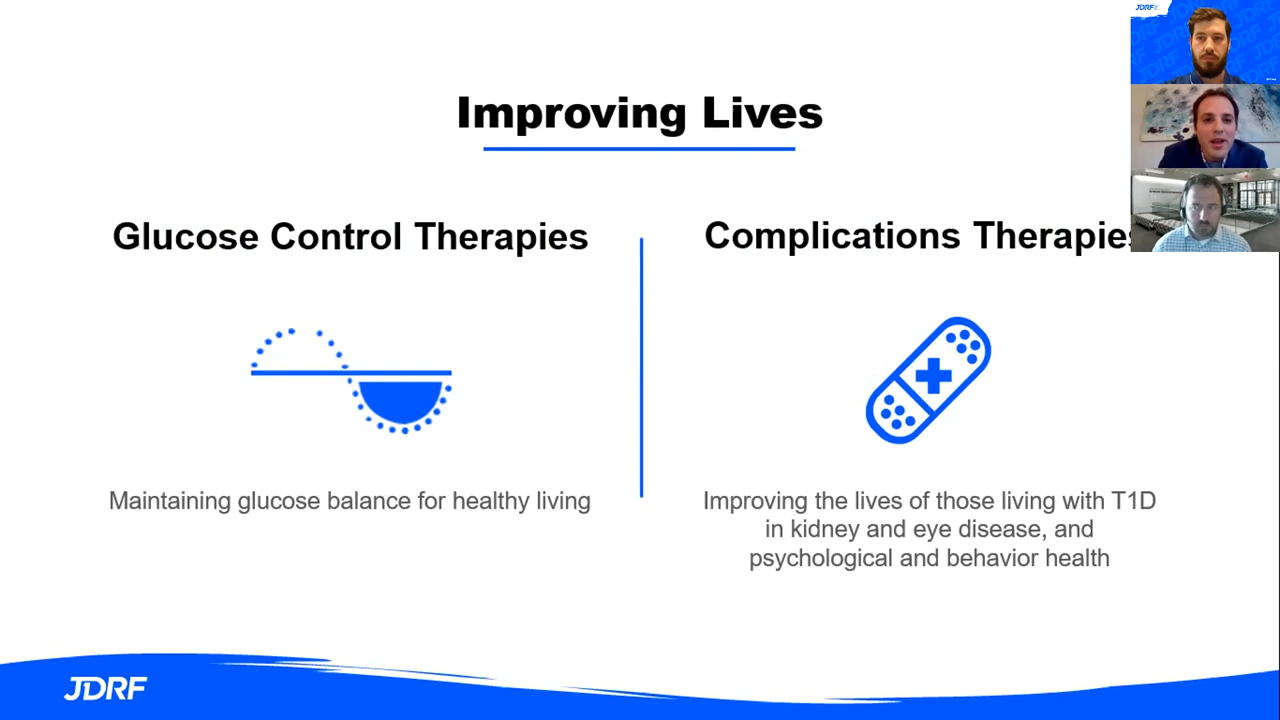 JDRF
Improving Lives
Glucose Control Therapies
Complications Therapies
Maintaining glucose balance for healthy living
Improving the lives of those living with T1D
in kidney and eye disease, and
psychological and behavior health
JDRF